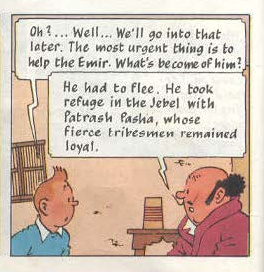 Oh?... Well... We'll go into that
later. The most urgent thing is to
help the Emir. What's become of him?
He had to flee. He took
refuge in the Jebel with
Patrash Pasha, whose
fierce tribesmen remained
loyal.